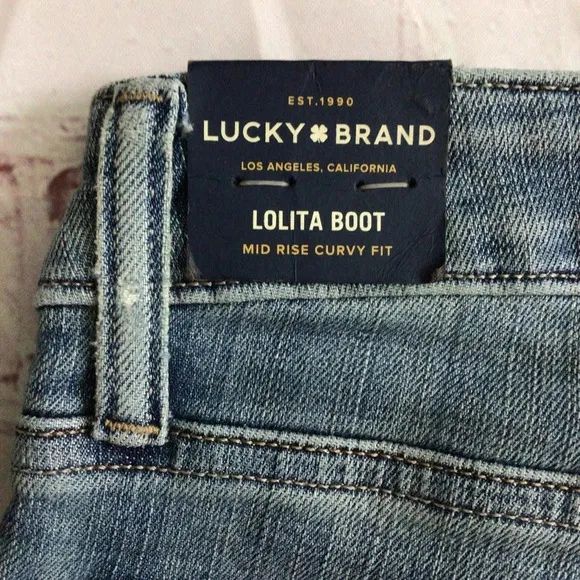 EST.1990
LUCKY BRAND
LOS ANGELES, CALIFORNIA
LOLITA BOOT
MID RISE CURVY FIT